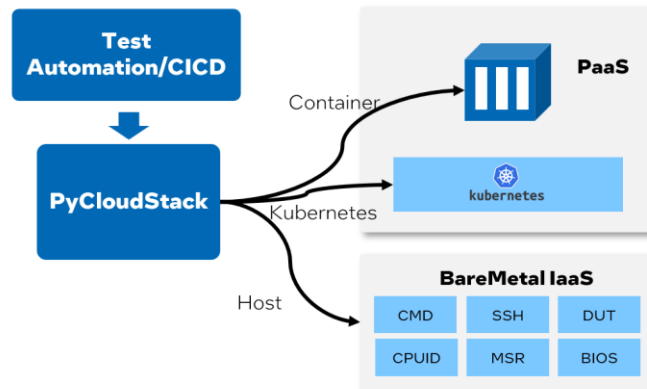 Test
Automation/CICD
PyCloudStack
Container
Kubernetes
Host
PaaS
kubernetes
BareMetal IaaS
CMD SSH DUT
CPUID MSR BIOS